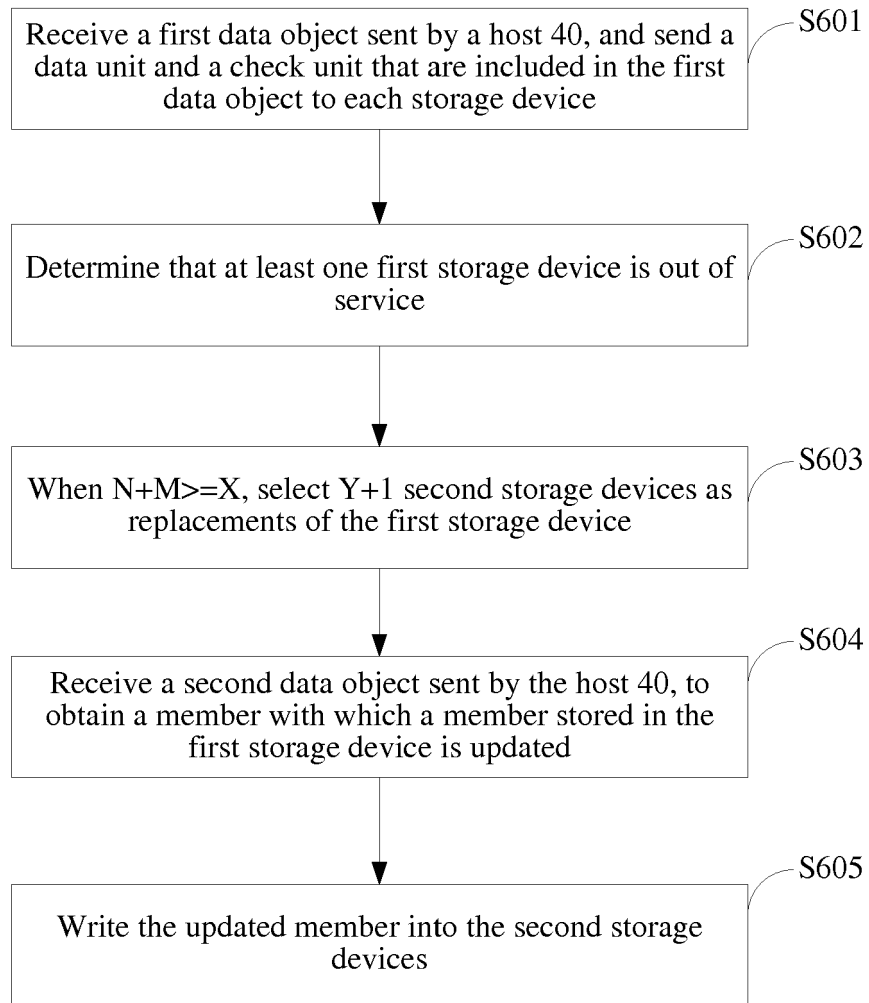 Receive a first data object sent by a host 40, and send a
data unit and a check unit that are included in the first
data object to each storage device
S601
Determine that at least one first storage device is out of
service
S602
When N+M>=X, select Y+1 second storage devices as
replacements of the first storage device
S603
Receive a second data object sent by the host 40, to
obtain a member with which a member stored in the
first storage device is updated
S604
Write the updated member into the second storage
devices
S605